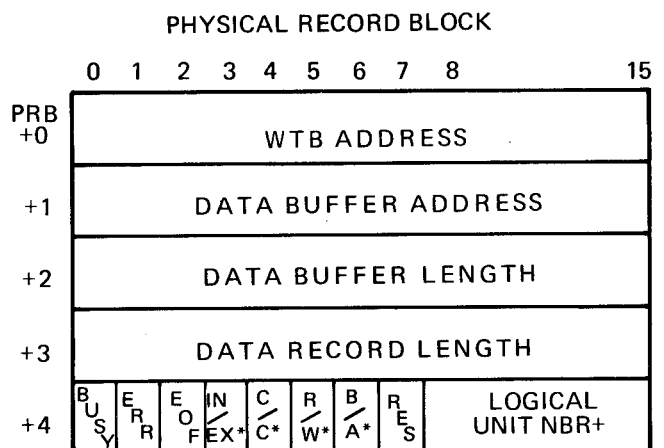 PHYSICAL RECORD BLOCK
0 1 2 3 4 5 6 7 8 15
PRB
+0 WTB ADDRESS
+1 DATA BUFFER ADDRESS
+2 DATA BUFFER LENGTH
+3 DATA RECORD LENGTH
+4 BUSY ERR EOF IN/EX* C/C* R/W* B/A* RES LOGICAL UNIT NBR+